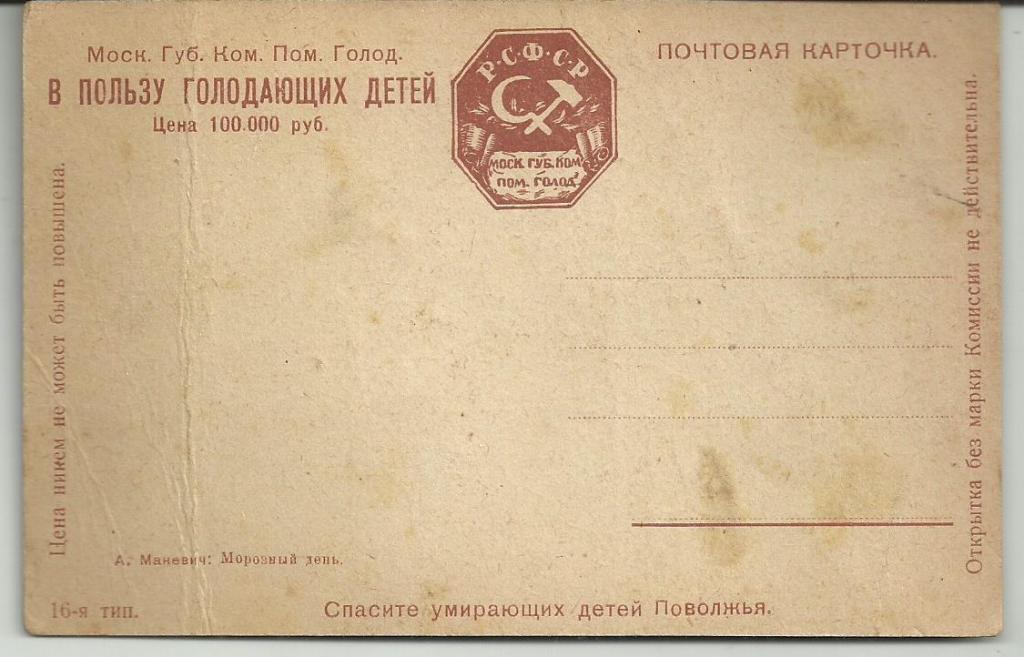 Моск. Губ. Ком. Пом. Голод.
В ПОЛЬЗУ ГОЛОДАЮЩИХ ДЕТЕЙ
Цена 100.000 руб.
Р·С·Ф·С·Р
МОСК. ГУБ. КОМ
ПОМ. ГОЛОД.
ПОЧТОВАЯ КАРТОЧКА.
Цена никем не может быть повышена.
Открытка без марки Комиссии не действительна.
А. Маневич: Морозный день.
16-я тип.
Спасите умирающих детей Поволжья.